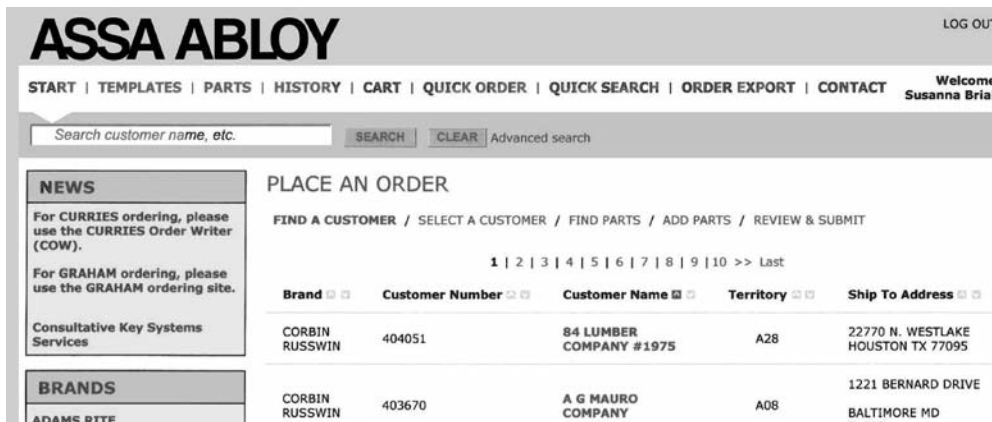 ASSA ABLOY
LOG OUT
START | TEMPLATES | PARTS | HISTORY | CART | QUICK ORDER | QUICK SEARCH | ORDER EXPORT | CONTACT
Welcome
Susanna
Search customer name, etc.
SEARCH
CLEAR
Advanced search
NEWS
For CURRIES ordering, please
use the CURRIES Order Writer
(COW).
For GRAHAM ordering, please
use the GRAHAM ordering site.
Consultative Key Systems
Services
BRANDS
ADAMS RITE
PLACE AN ORDER
FIND A CUSTOMER / SELECT A CUSTOMER / FIND PARTS / ADD PARTS / REVIEW & SUBMIT
1 | 2 | 3 | 4 | 5 | 6 | 7 | 8 | 9 | 10 >> Last
Brand Customer Number Customer Name Territory Ship To Address
CORBIN
RUSSWIN
404051
84 LUMBER
COMPANY #1975
A28
22770 N. WESTLAKE
HOUSTON TX 77095
CORBIN
RUSSWIN
403670
A G MAURO
COMPANY
A08
1221 BERNARD DRIVE
BALTIMORE MD